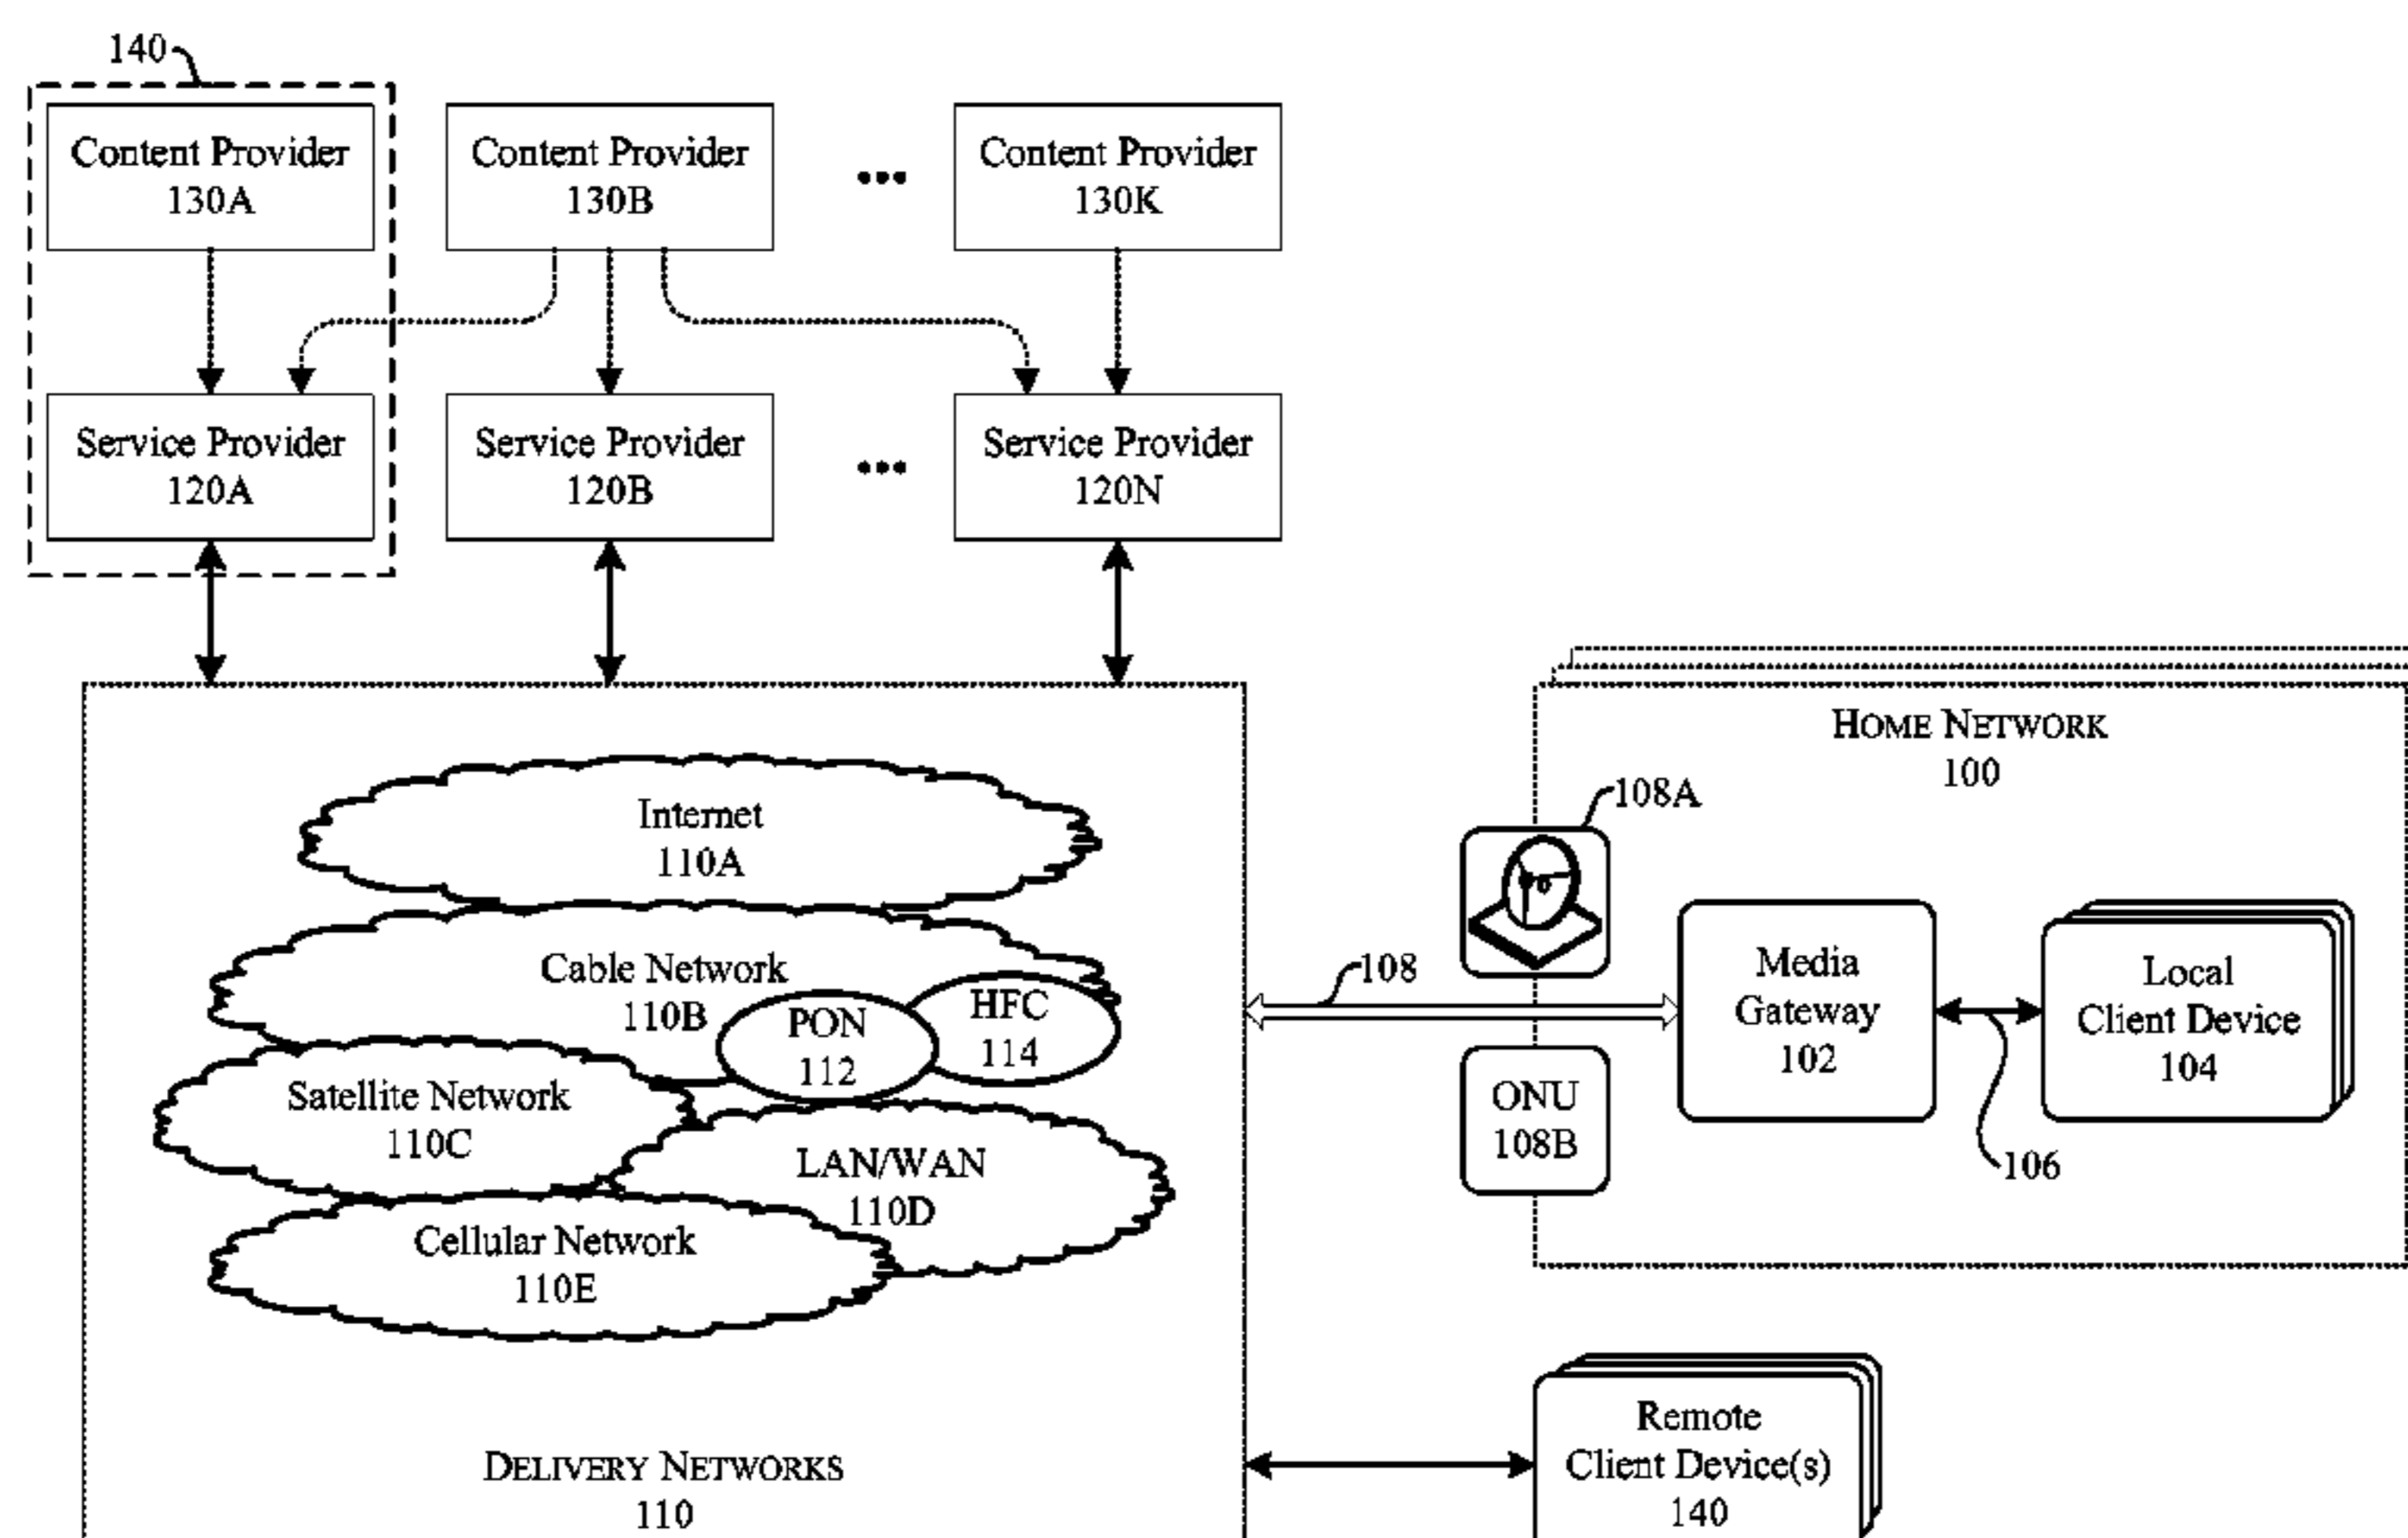 140
Content Provider
130A
Content Provider
130B
•••
Content Provider
130K
Service Provider
120A
Service Provider
120B
•••
Service Provider
120N
HOME NETWORK
100
108A
Internet
110A
Cable Network
110B
PON
112
HFC
114
108
Media
Gateway
102
Local
Client Device
104
Satellite Network
110C
ONU
108B
106
LAN/WAN
110D
Cellular Network
110E
DELIVERY NETWORKS
110
Remote
Client Device(s)
140